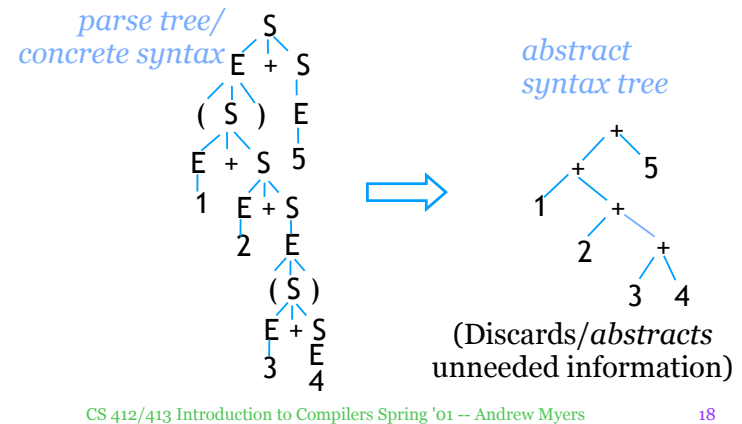 parse tree/
concrete syntax
S
E + S
( S ) E
E + S 5
1 E + S
2 E
( S )
E + S
3 E
4
abstract
syntax tree
+
+ 5
1 +
2 +
3 4
(Discards/abstracts
unneeded information)
CS 412/413 Introduction to Compilers Spring '01 -- Andrew Myers 18